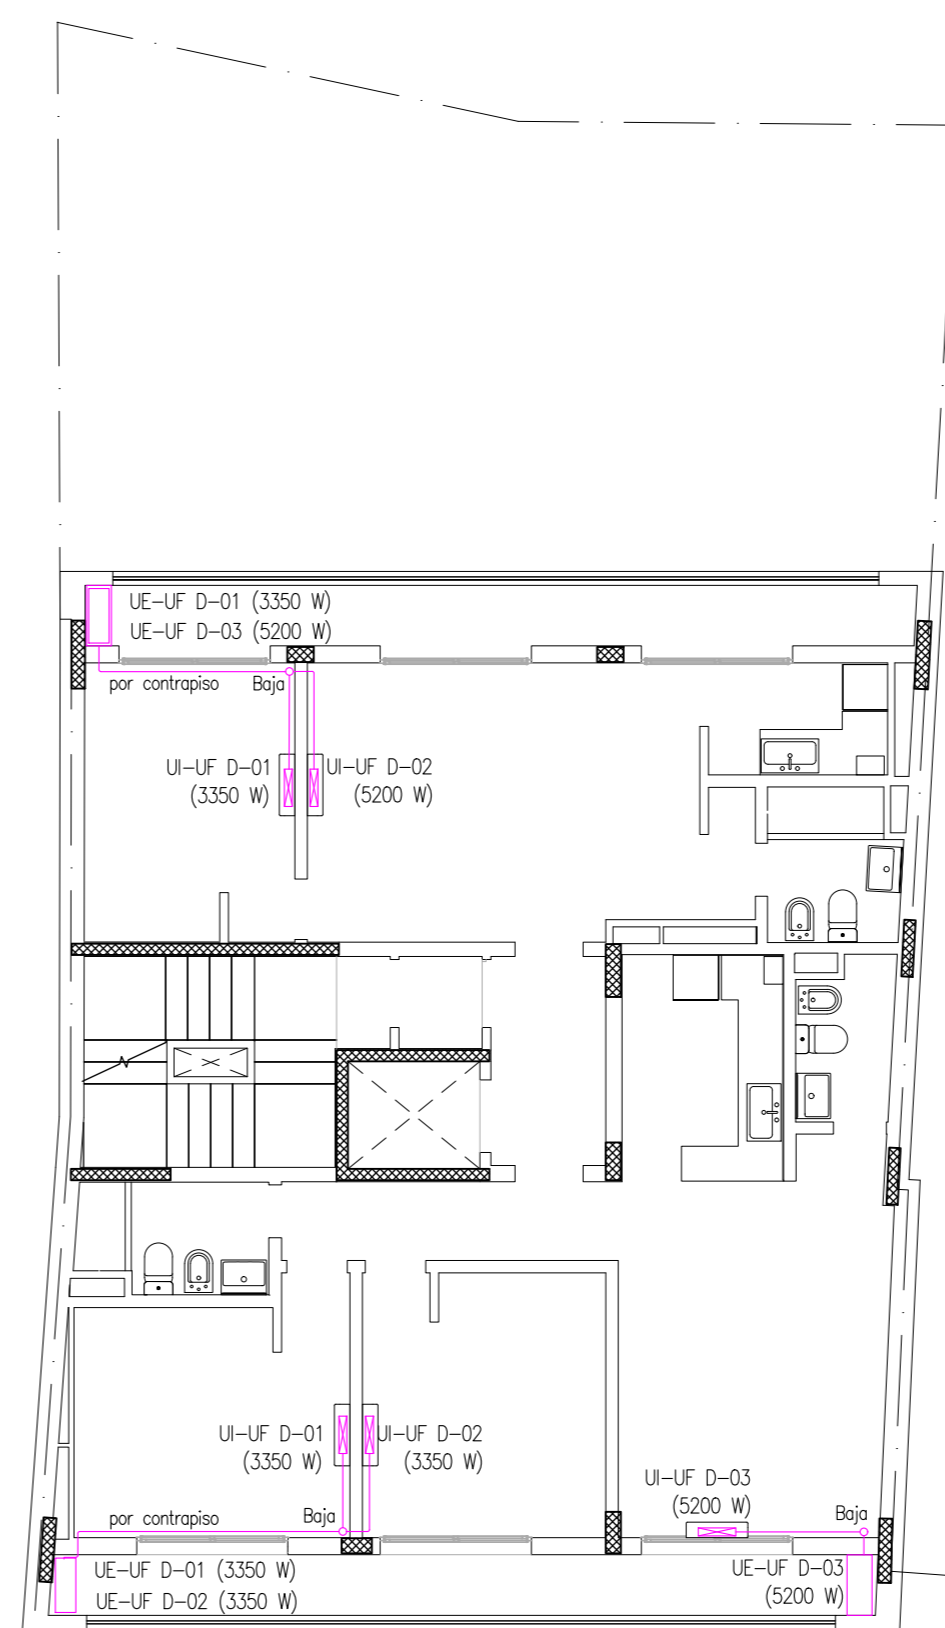 UE-UF D-01 (3350 W)
UE-UF D-03 (5200 W)
por contrapiso
Baja
UI-UF D-01
(3350 W)
UI-UF D-02
(5200 W)
UI-UF D-01
(3350 W)
UI-UF D-02
(3350 W)
UI-UF D-03
(5200 W)
por contrapiso
Baja
Baja
UE-UF D-01 (3350 W)
UE-UF D-02 (3350 W)
UE-UF D-03
(5200 W)